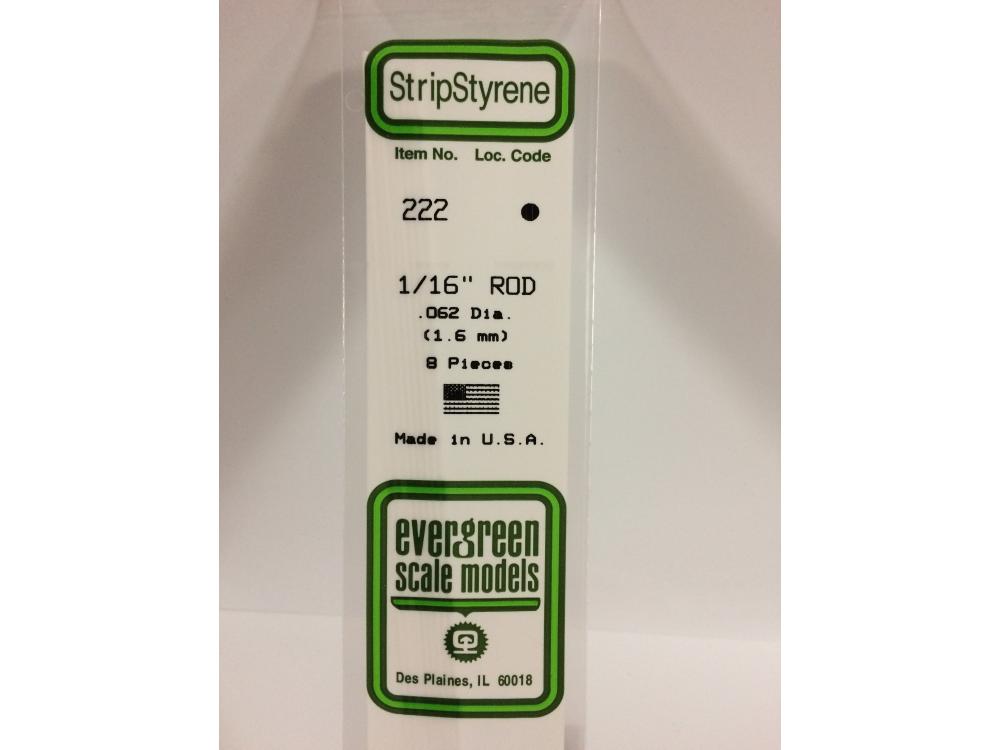 StripStyrene
Item No. Loc. Code
222
1/16" ROD
.062 Dia.
(1.6 mm)
8 Pieces
Made in U.S.A.
evergreen
scale models
Des Plaines, IL 60018